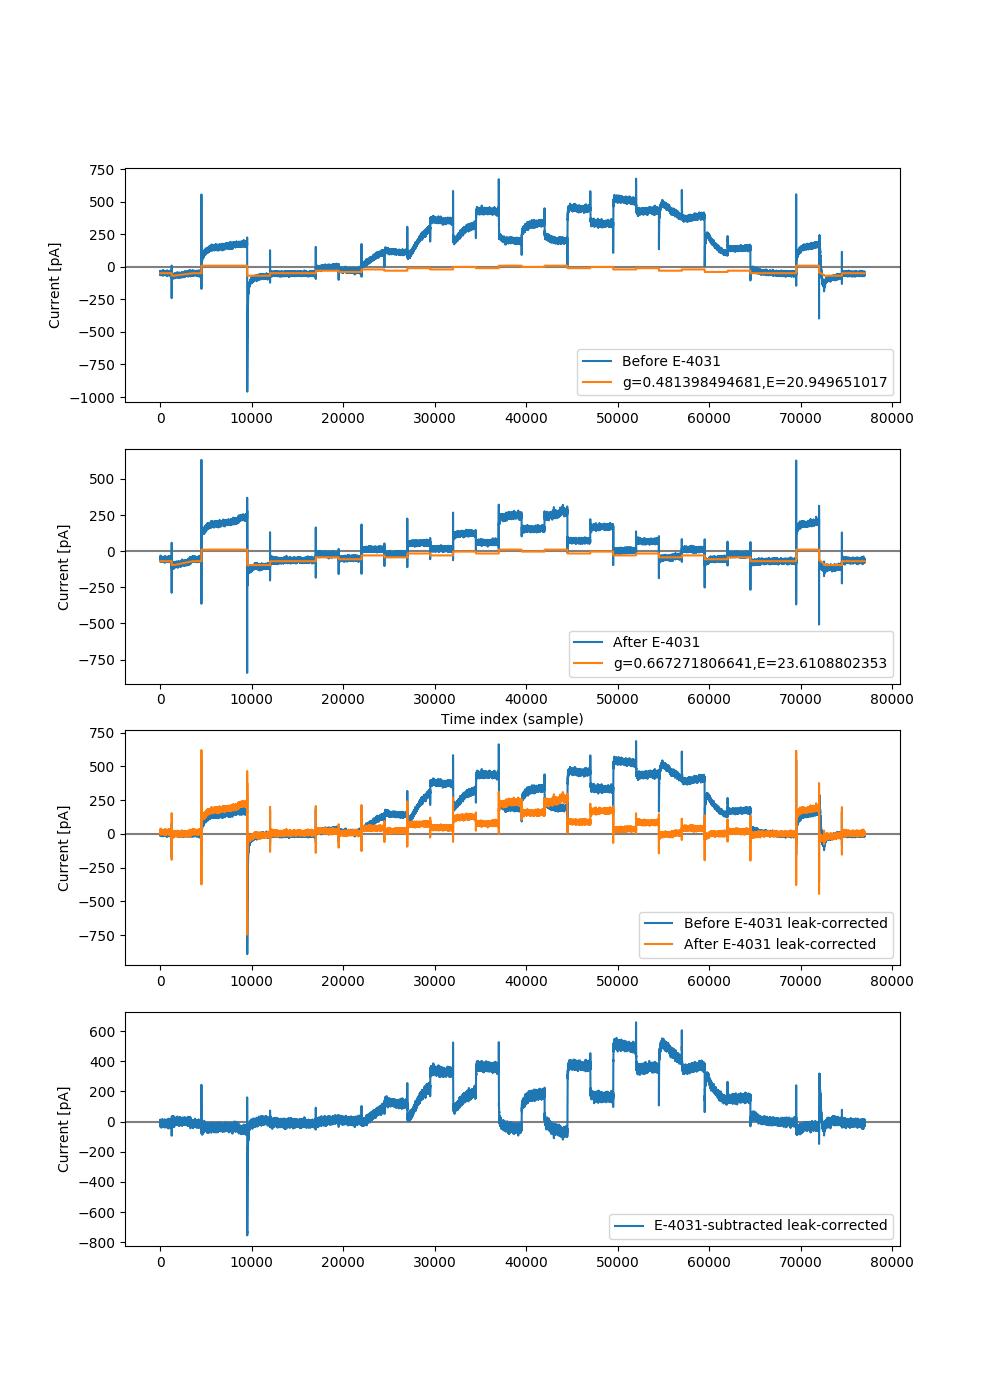 750
500
250
0
−250
−500
−750
−1000
Current [pA]
Before E-4031
g=0.481398494681,E=20.949651017
0 10000 20000 30000 40000 50000 60000 70000 80000
500
250
0
−250
−500
−750
Current [pA]
After E-4031
g=0.667271806641,E=23.6108802353
0 10000 20000 30000 40000 50000 60000 70000 80000
Time index (sample)
750
500
250
0
−250
−500
−750
Current [pA]
Before E-4031 leak-corrected
After E-4031 leak-corrected
0 10000 20000 30000 40000 50000 60000 70000 80000
600
400
200
0
−200
−400
−600
−800
Current [pA]
E-4031-subtracted leak-corrected
0 10000 20000 30000 40000 50000 60000 70000 80000